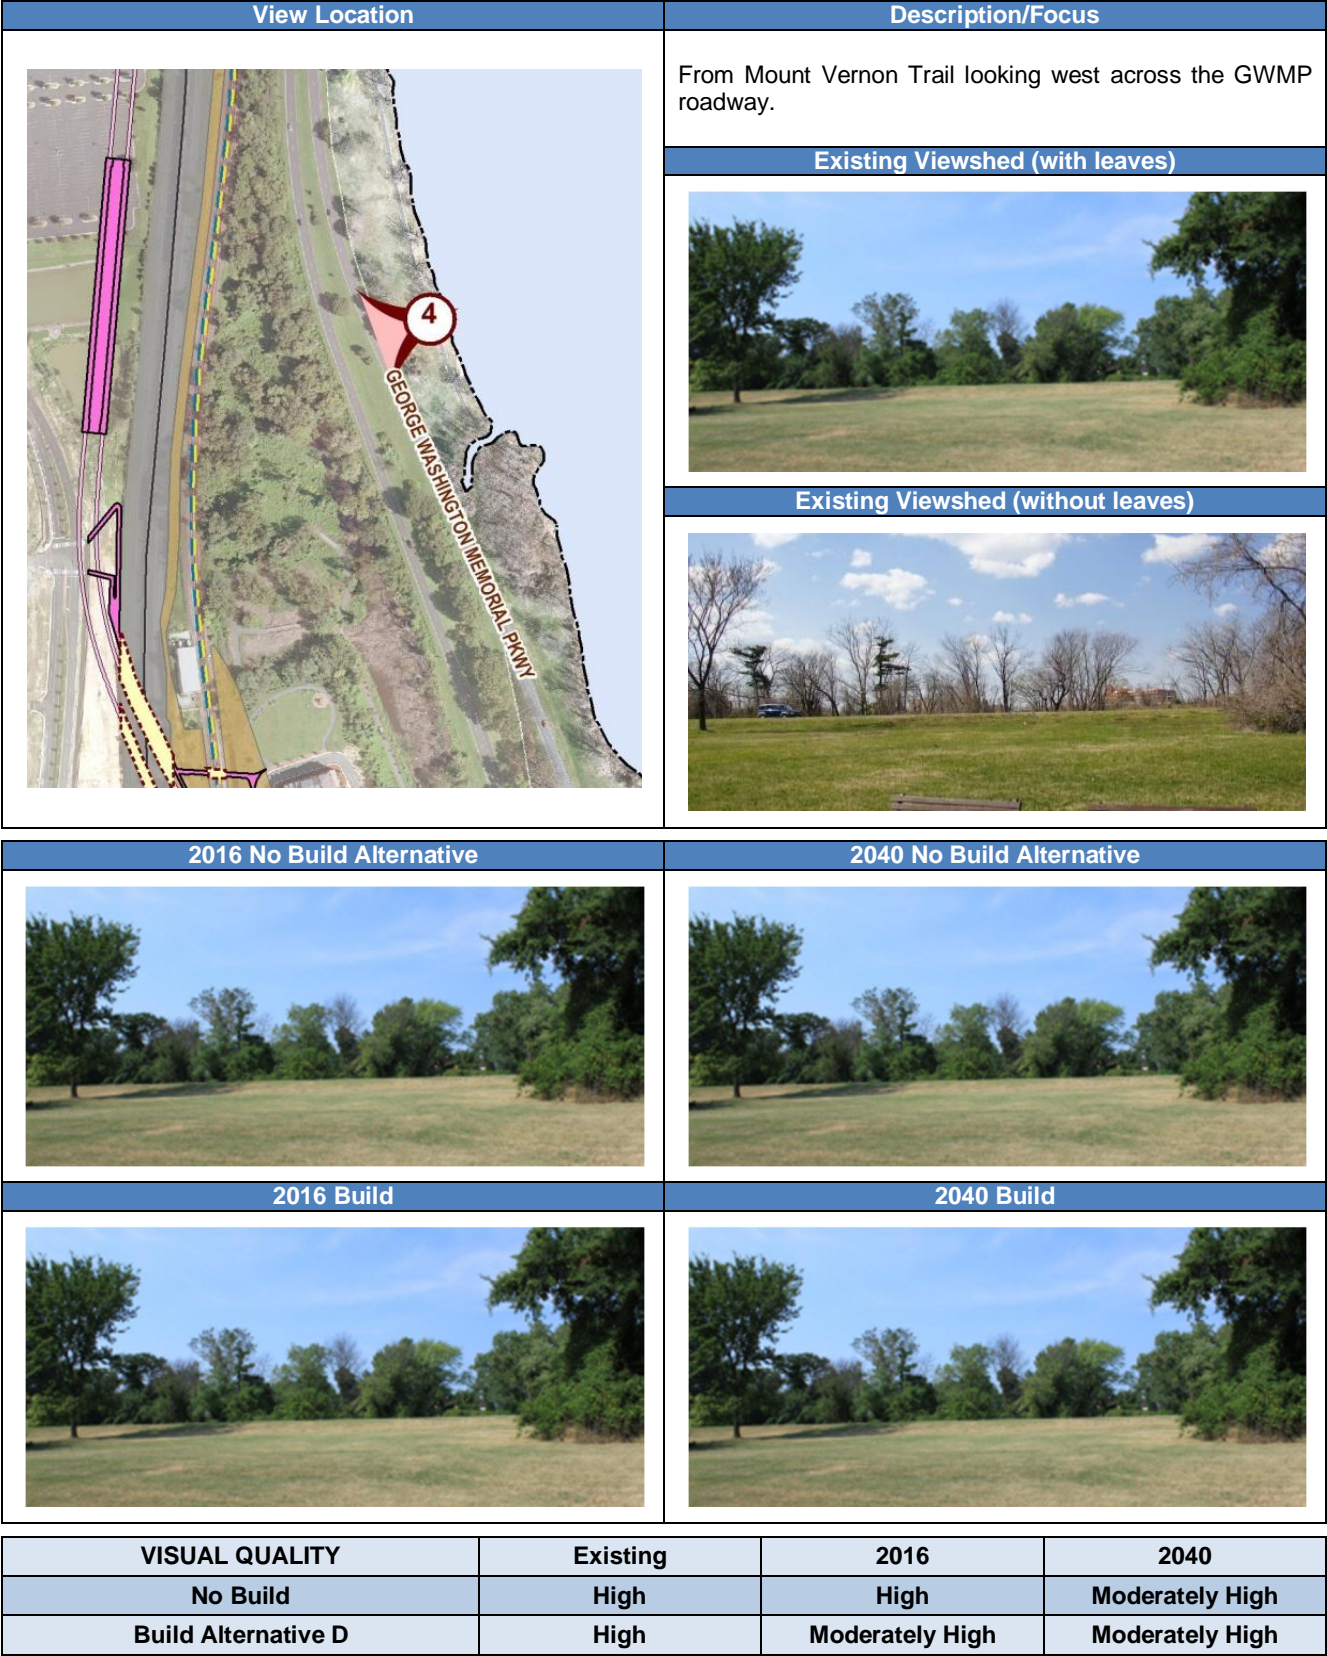 View Location
Description/Focus
From Mount Vernon Trail looking west across the GWMP
roadway.
4
GEORGE WASHINGTON MEMORIAL PKWY
Existing Viewshed (with leaves)
Existing Viewshed (without leaves)
2016 No Build Alternative
2040 No Build Alternative
2016 Build
2040 Build
VISUAL QUALITY Existing 2016 2040
No Build High High Moderately High
Build Alternative D High Moderately High Moderately High